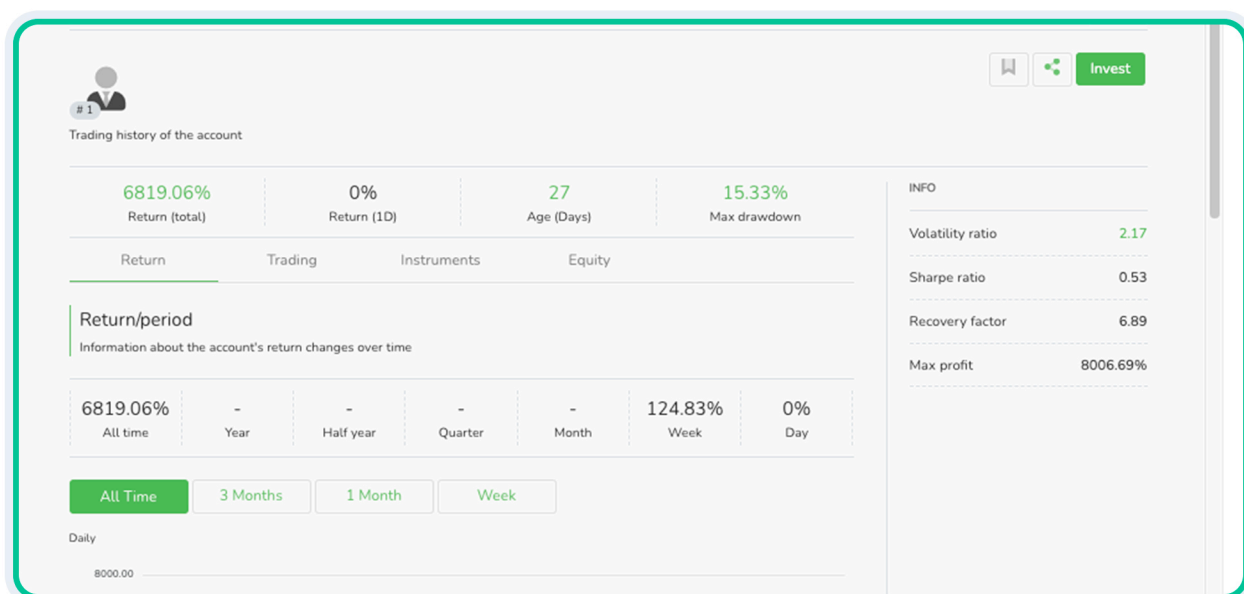 Invest
# 1
Trading history of the account
6819.06% 0% 27 15.33%
Return (total) Return (1D) Age (Days) Max drawdown
Return Trading Instruments Equity
Return/period
Information about the account's return changes over time
6819.06% - - - - 124.83% 0%
All time Year Half year Quarter Month Week Day
All Time 3 Months 1 Month Week
Daily
8000.00
INFO
Volatility ratio 2.17
Sharpe ratio 0.53
Recovery factor 6.89
Max profit 8006.69%